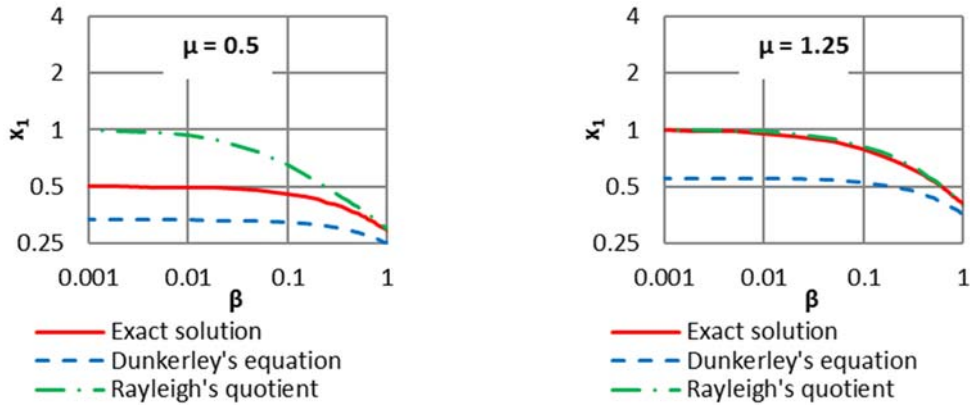 μ = 0.5
4
2
1
0.5
0.25
x₁
0.001 0.01 0.1 1
β
Exact solution
Dunkerley's equation
Rayleigh's quotient
μ = 1.25
4
2
1
0.5
0.25
x₁
0.001 0.01 0.1 1
β
Exact solution
Dunkerley's equation
Rayleigh's quotient